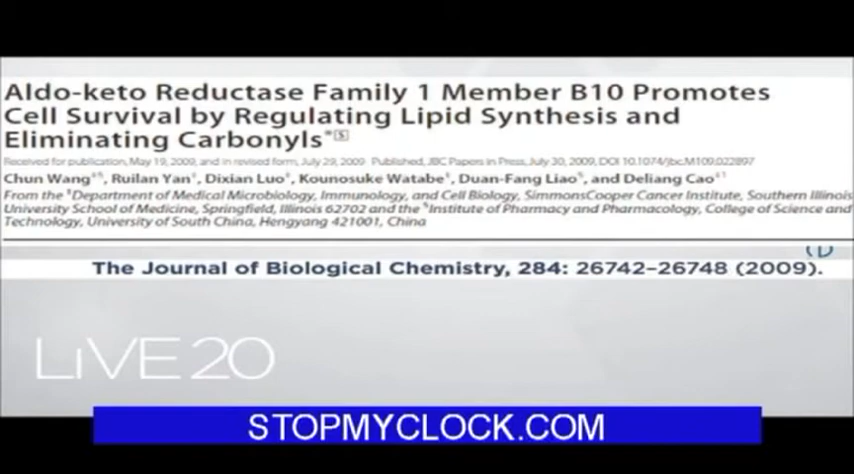 Aldo-keto Reductase Family 1 Member B10 Promotes
Cell Survival by Regulating Lipid Synthesis and
Eliminating Carbonyls*[S]
Received for publication, May 19, 2009, and in revised form, July 29, 2009 Published, JBC Papers in Press, July 30, 2009, DOI 10.1074/jbc.M109.022897
Chun Wang, Ruilan Yan, Dixian Luo, Kounosuke Watabe, Duan-Fang Liao, and Deliang Cao
From the Department of Medical Microbiology, Immunology, and Cell Biology, SimmonsCooper Cancer Institute, Southern Illinois
University School of Medicine, Springfield, Illinois 62702 and the Institute of Pharmacy and Pharmacology, College of Science and
Technology, University of South China, Hengyang 421001, China
The Journal of Biological Chemistry, 284: 26742–26748 (2009).
LiVE 20
STOPMYCLOCK.COM